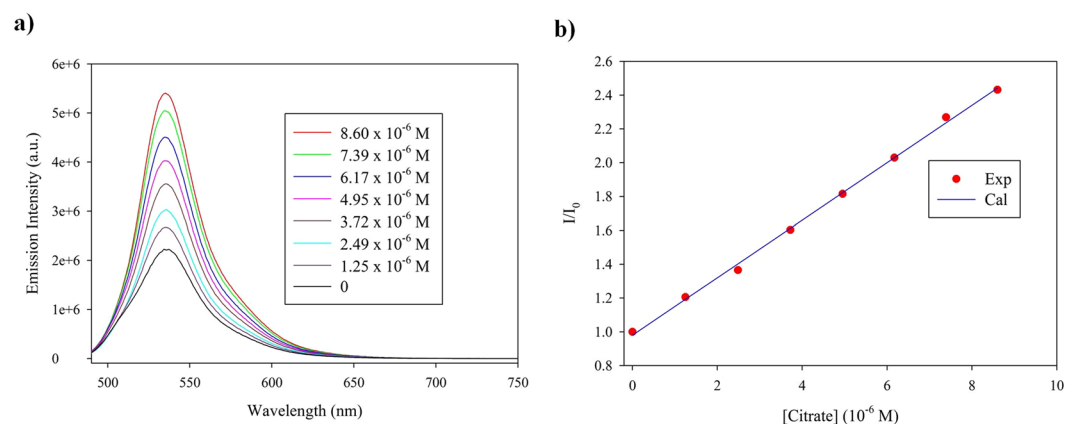 a)
6e+6
5e+6
4e+6
3e+6
2e+6
1e+6
0
Emission Intensity (a.u.)
500 550 600 650 700 750
Wavelength (nm)
8.60 x 10⁻⁶ M
7.39 x 10⁻⁶ M
6.17 x 10⁻⁶ M
4.95 x 10⁻⁶ M
3.72 x 10⁻⁶ M
2.49 x 10⁻⁶ M
1.25 x 10⁻⁶ M
0
b)
2.6
2.4
2.2
2.0
1.8
1.6
1.4
1.2
1.0
0.8
I/I₀
0 2 4 6 8 10
[Citrate] (10⁻⁶ M)
Exp
Cal